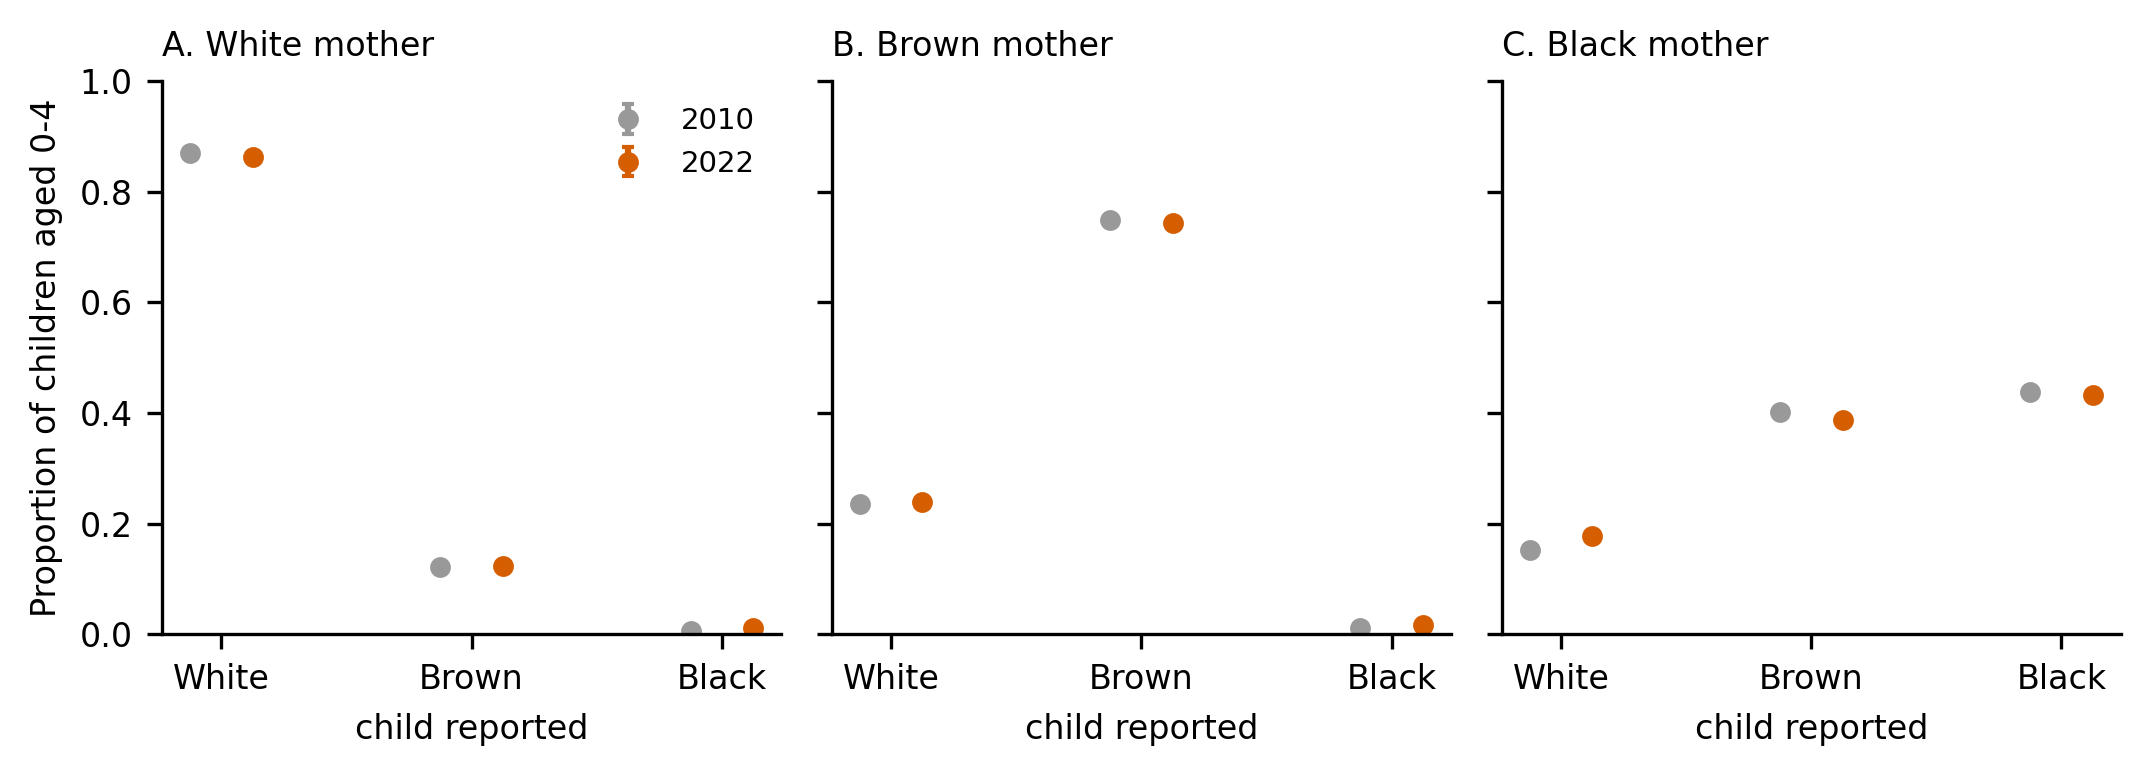 A. White mother
B. Brown mother
C. Black mother
Proportion of children aged 0-4
1.0
0.8
0.6
0.4
0.2
0.0
2010
2022
White Brown Black
White Brown Black
White Brown Black
child reported
child reported
child reported